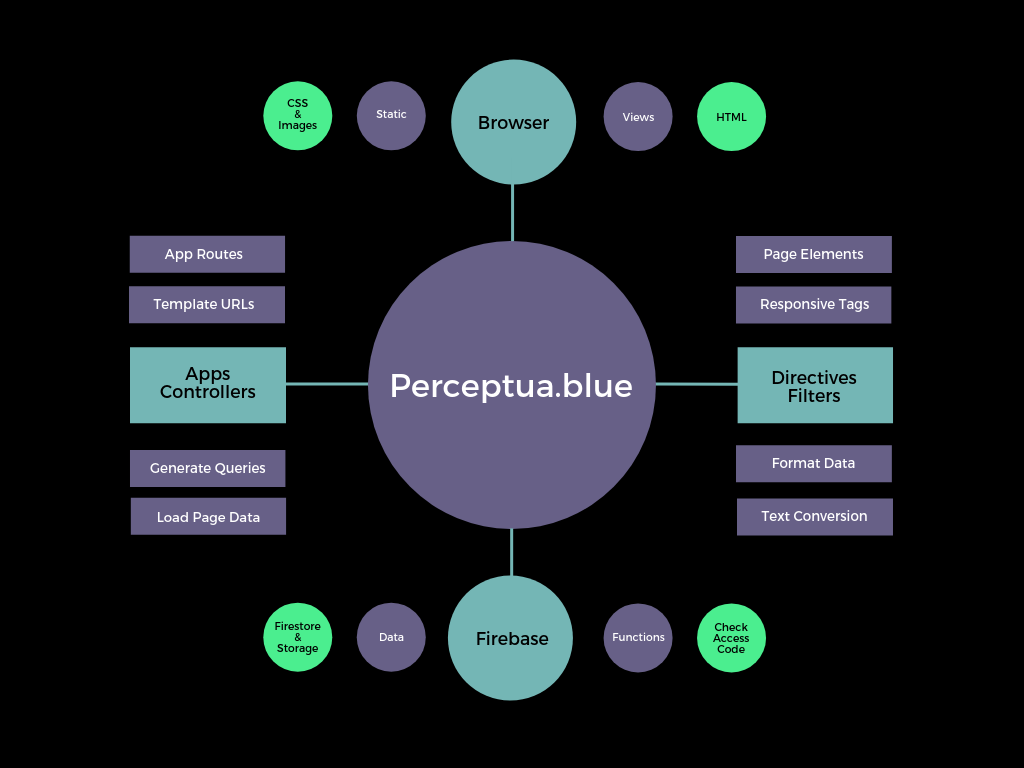 CSS
&
Images
Static
Browser
Views
HTML
App Routes
Page Elements
Template URLs
Responsive Tags
Apps
Controllers
Perceptua.blue
Directives
Filters
Generate Queries
Format Data
Load Page Data
Text Conversion
Firestore
&
Storage
Data
Firebase
Functions
Check
Access
Code